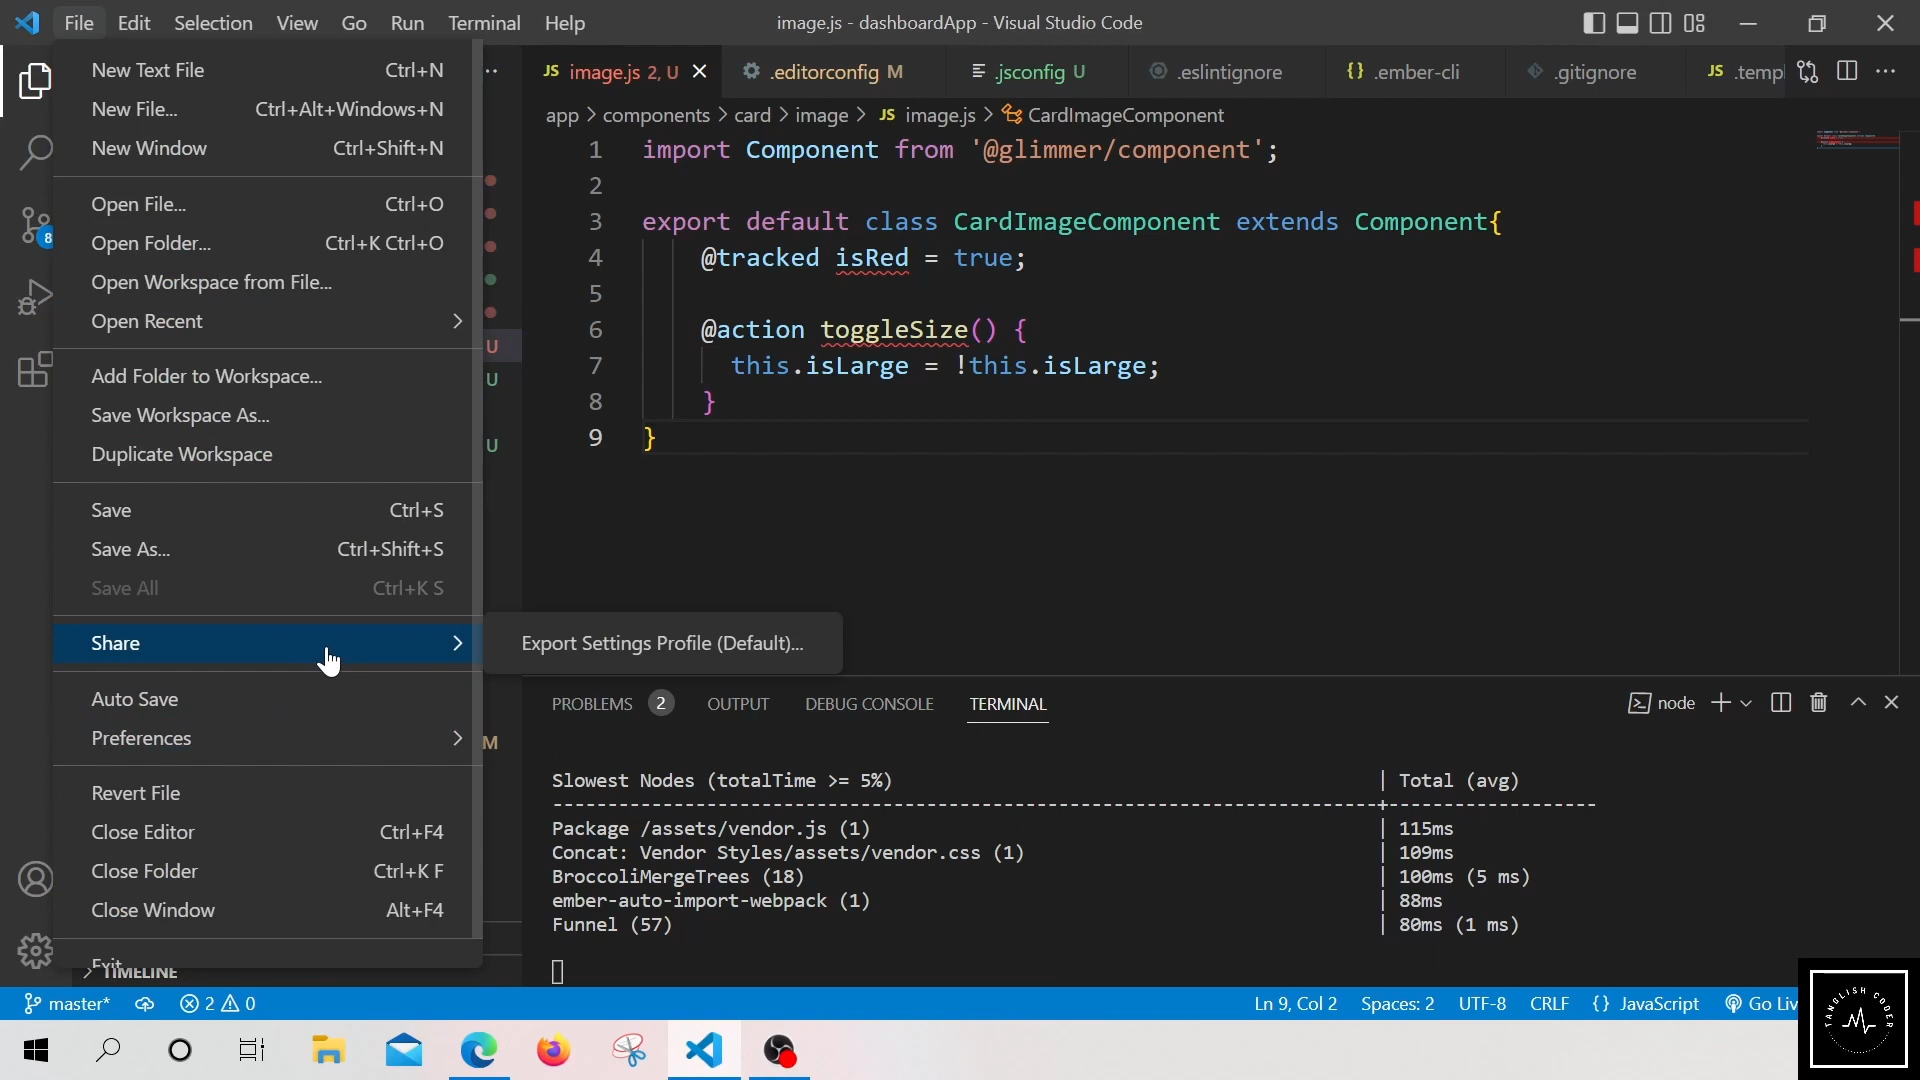 File Edit Selection View Go Run Terminal Help
image.js - dashboardApp - Visual Studio Code
New Text File Ctrl+N
New File... Ctrl+Alt+Windows+N
New Window Ctrl+Shift+N
Open File... Ctrl+O
Open Folder... Ctrl+K Ctrl+O
Open Workspace from File...
Open Recent
Add Folder to Workspace...
Save Workspace As...
Duplicate Workspace
Save Ctrl+S
Save As... Ctrl+Shift+S
Save All Ctrl+K S
Share
Export Settings Profile (Default)...
Auto Save
Preferences
Revert File
Close Editor Ctrl+F4
Close Folder Ctrl+K F
Close Window Alt+F4
Exit
TIMELINE
8
U
U
U
M
JS image.js 2, U
.editorconfig M
.jsconfig U
.eslintignore
{} .ember-cli
.gitignore
JS .templ
app > components > card > image > JS image.js > CardImageComponent
1 import Component from '@glimmer/component';
2
3 export default class CardImageComponent extends Component{
4 @tracked isRed = true;
5
6 @action toggleSize() {
7 this.isLarge = !this.isLarge;
8 }
9 }
PROBLEMS 2 OUTPUT DEBUG CONSOLE TERMINAL
node
Slowest Nodes (totalTime >= 5%) | Total (avg)
Package /assets/vendor.js (1) | 115ms
Concat: Vendor Styles/assets/vendor.css (1) | 109ms
BroccoliMergeTrees (18) | 100ms (5 ms)
ember-auto-import-webpack (1) | 88ms
Funnel (57) | 80ms (1 ms)
master* 2 0
Ln 9, Col 2 Spaces: 2 UTF-8 CRLF {} JavaScript Go Liv
TANGLISH CODER